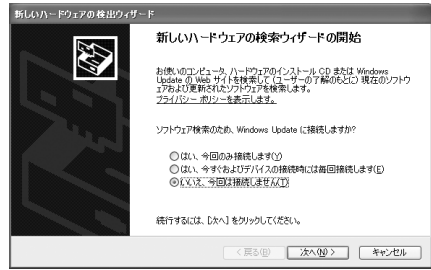 新しいハードウェアの検出ウィザード
新しいハードウェアの検索ウィザードの開始
お使いのコンピュータ、ハードウェアのインストール CD または Windows
Update の Web サイトを検索して (ユーザーの了解のもとに) 現在のソフトウ
ェアおよび更新されたソフトウェアを検索します。
プライバシー ポリシーを表示します。
ソフトウェア検索のため、Windows Update に接続しますか?
はい、今回のみ接続します(Y)
はい、今すぐおよびデバイスの接続時には毎回接続します(E)
いいえ、今回は接続しません(T)
続行するには、[次へ] をクリックしてください。
< 戻る(B) 次へ(N) > キャンセル